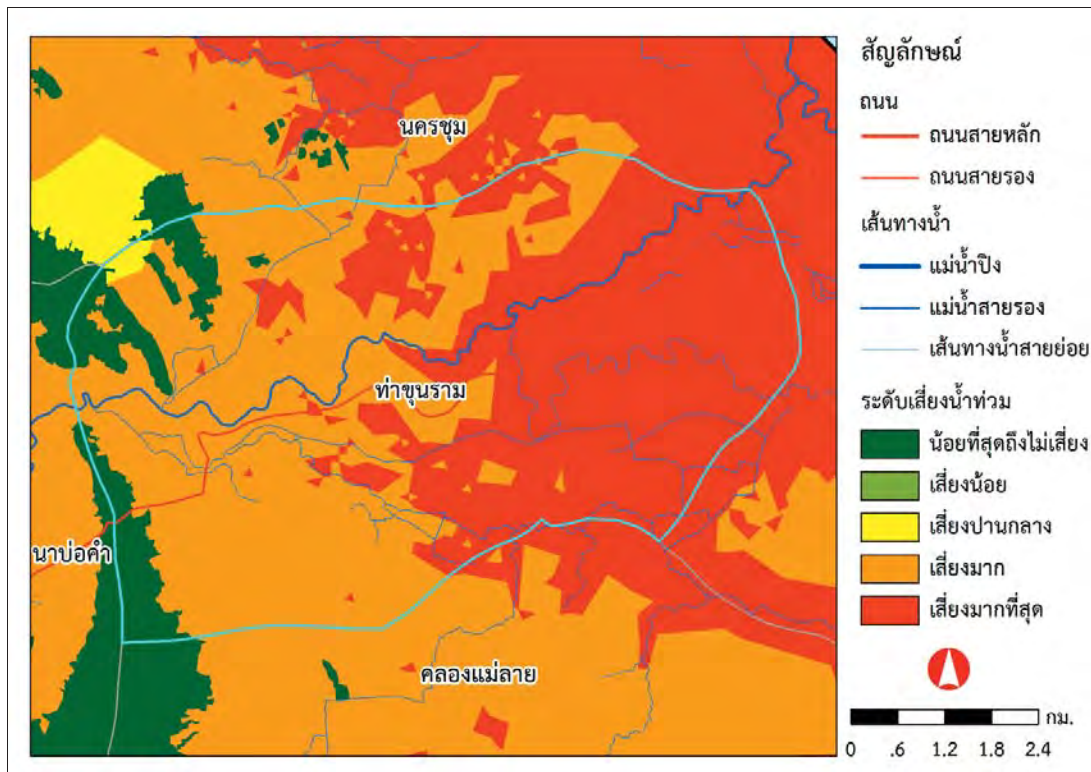 นครชุม
ท่าขุนราม
นาบ่อคำ
คลองแม่ลาย
สัญลักษณ์
ถนน
ถนนสายหลัก
ถนนสายรอง
เส้นทางน้ำ
แม่น้ำปิง
แม่น้ำสายรอง
เส้นทางน้ำสายย่อย
ระดับเสี่ยงน้ำท่วม
น้อยที่สุดถึงไม่เสี่ยง
เสี่ยงน้อย
เสี่ยงปานกลาง
เสี่ยงมาก
เสี่ยงมากที่สุด
กม.
0 .6 1.2 1.8 2.4